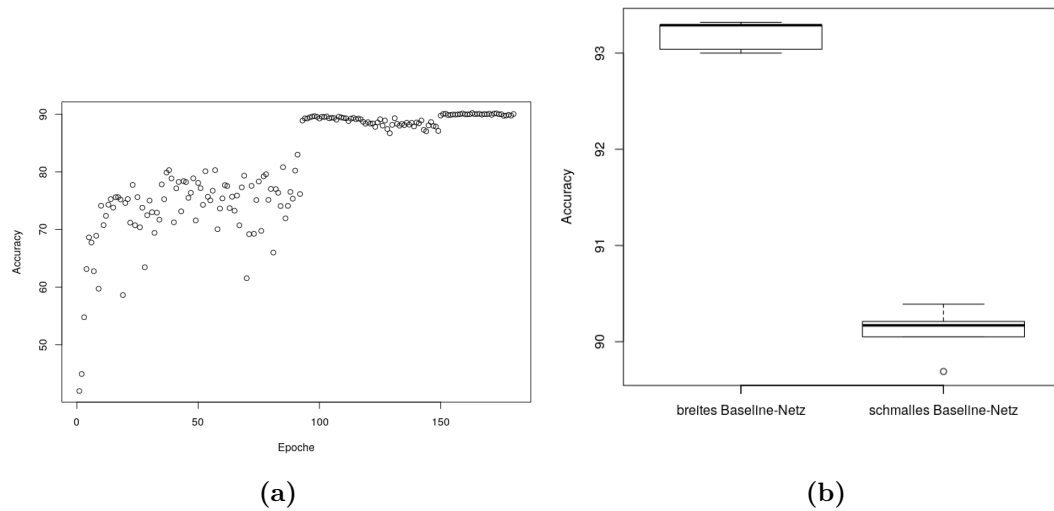 Accuracy
90
80
70
60
50
0
50
100
150
Epoche
(a)
Accuracy
93
92
91
90
breites Baseline-Netz
schmalles Baseline-Netz
(b)